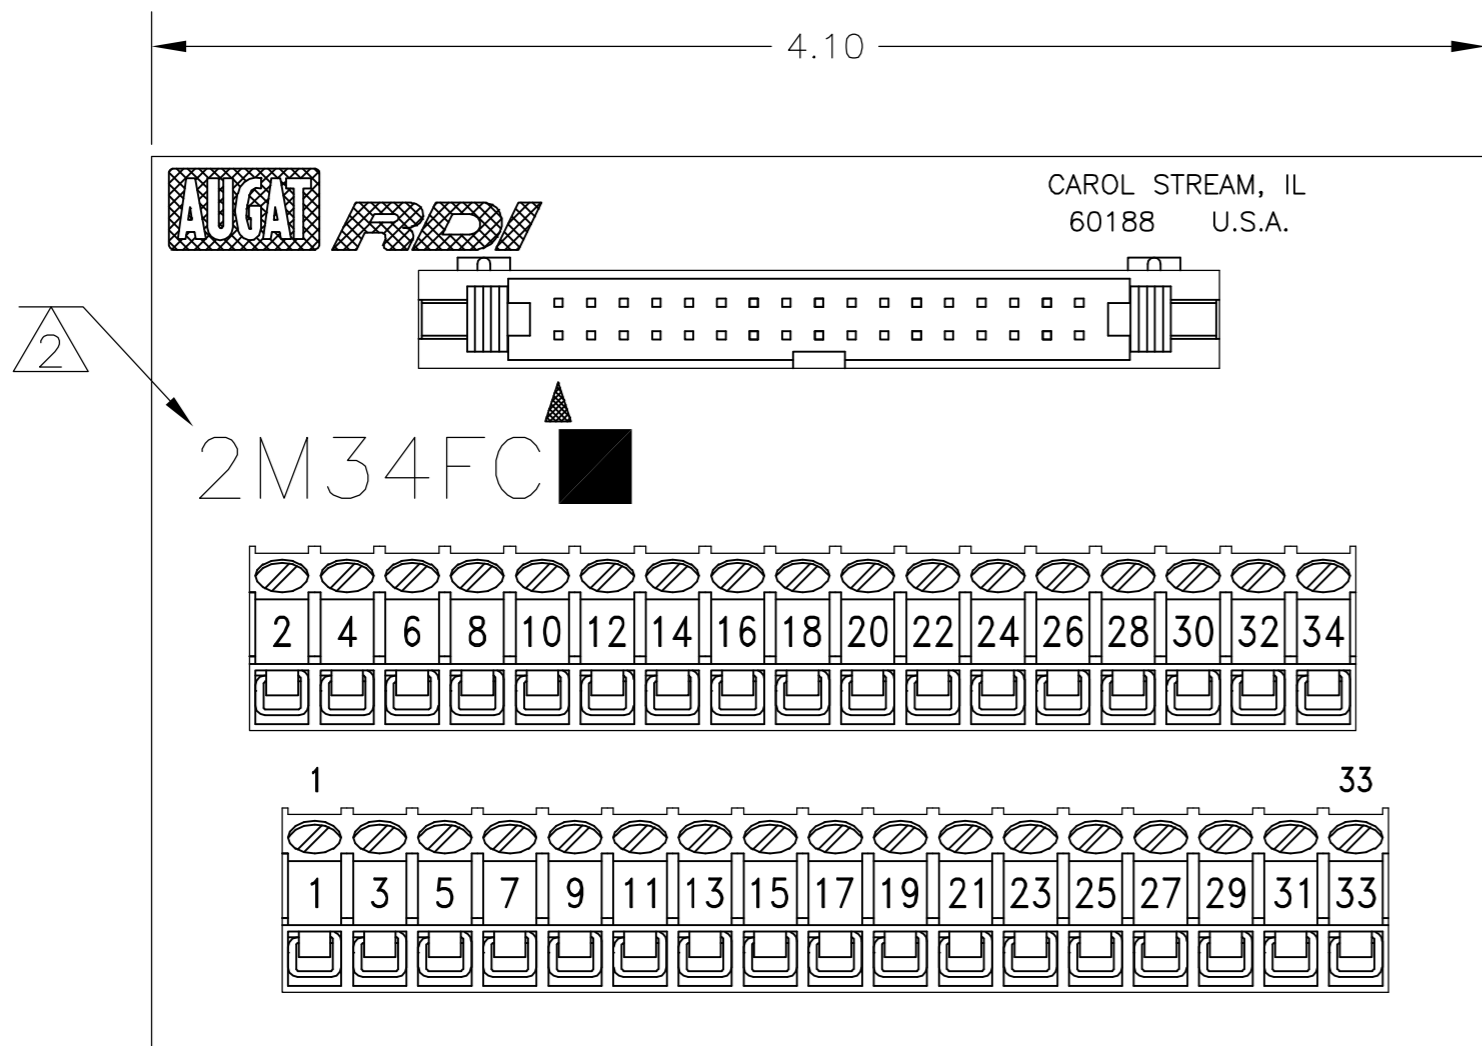 4.10
AUGAT RDI
CAROL STREAM, IL
60188 U.S.A.
2
2M34FC
2 4 6 8 10 12 14 16 18 20 22 24 26 28 30 32 34
1 33
1 3 5 7 9 11 13 15 17 19 21 23 25 27 29 31 33